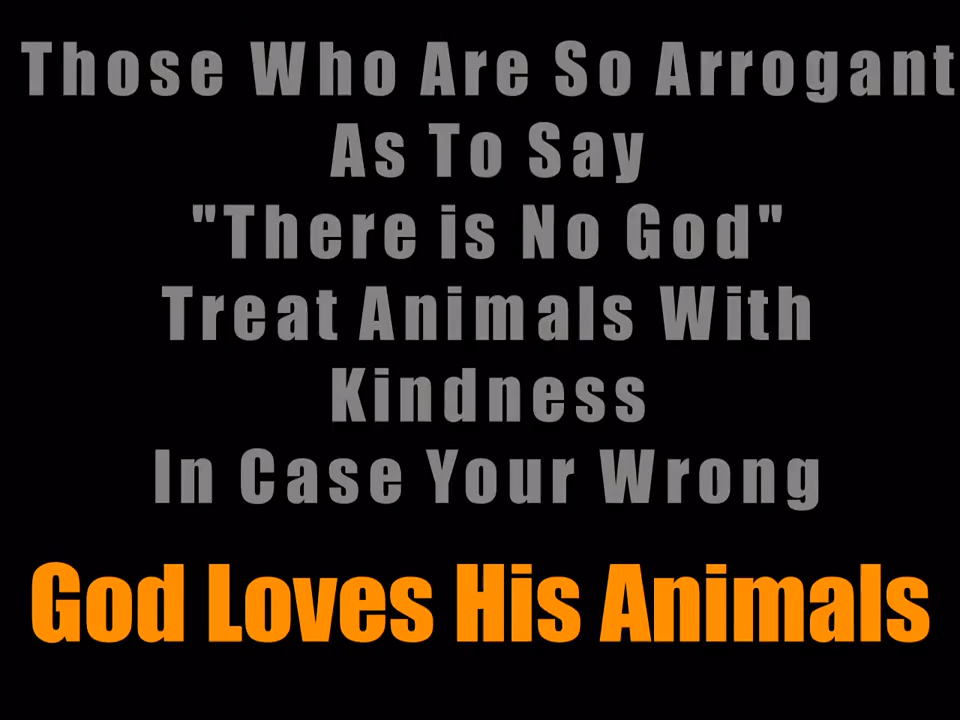 Those Who Are So Arrogant
As To Say
"There is No God"
Treat Animals With
Kindness
In Case Your Wrong
God Loves His Animals